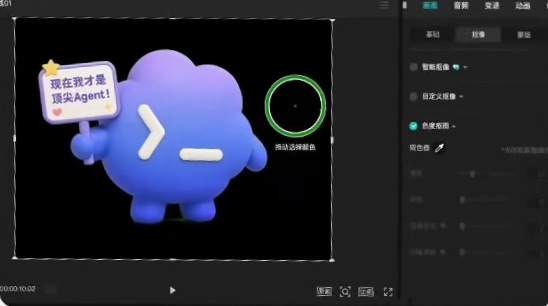 画面 音频 变速 动画
基础 抠像 蒙版
现在我才是
顶尖Agent!
智能抠像
自定义抠像
色度抠图
拖动选择颜色
取色器
00:00:10:02
原画